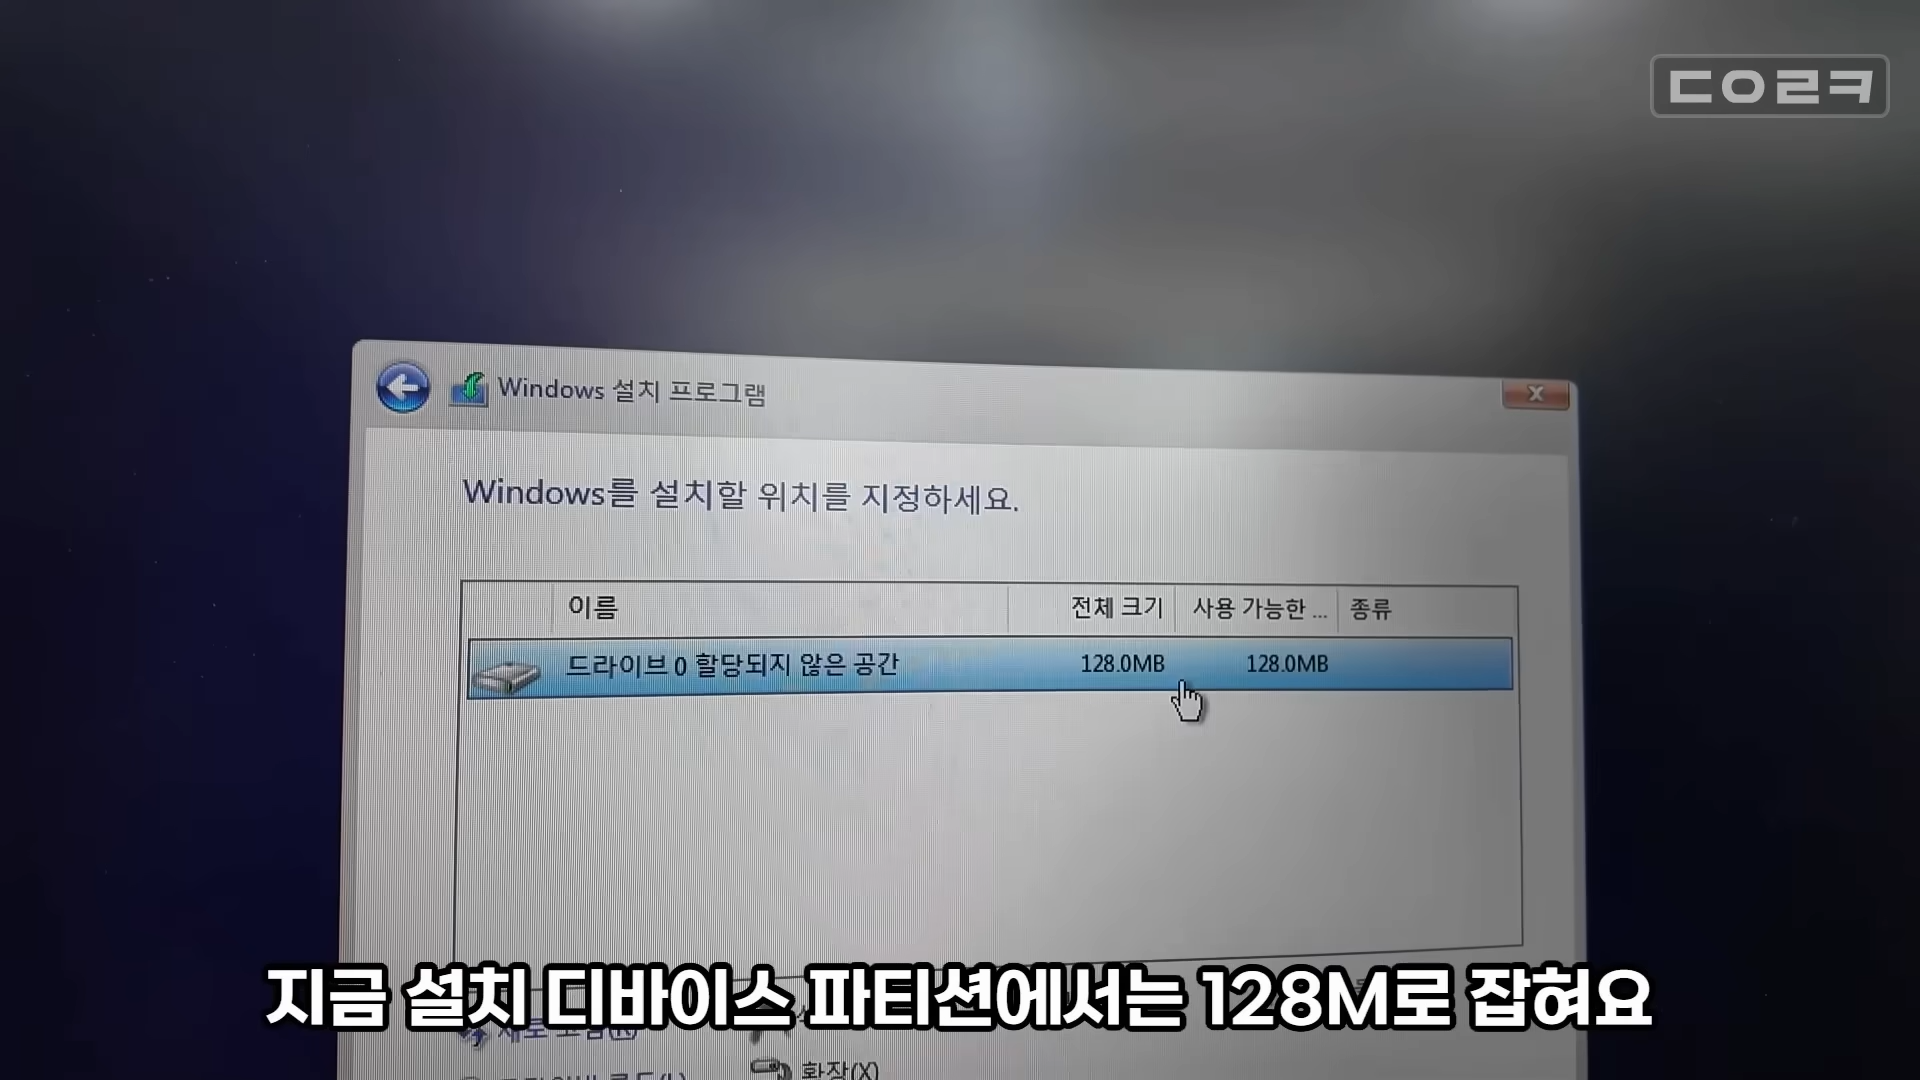 드으르크
Windows 설치 프로그램
Windows를 설치할 위치를 지정하세요.
이름 전체 크기 사용 가능한 ... 종류
드라이브 0 할당되지 않은 공간 128.0MB 128.0MB
지금 설치 디바이스 파티션에서는 128M로 잡혀요
확장(X)